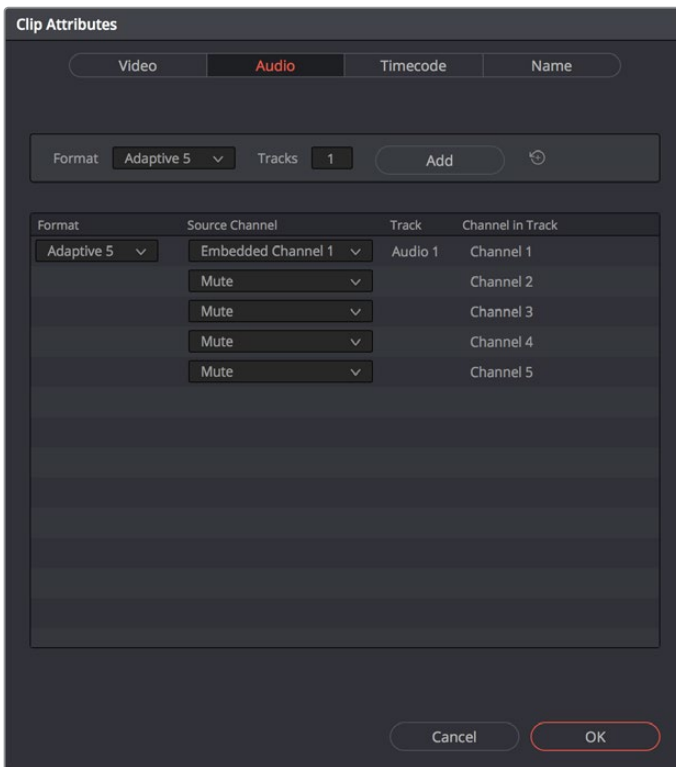 Clip Attributes
Video Audio Timecode Name
Format Adaptive 5 Tracks 1 Add
Format Source Channel Track Channel in Track
Adaptive 5 Embedded Channel 1 Audio 1 Channel 1
Mute Channel 2
Mute Channel 3
Mute Channel 4
Mute Channel 5
Cancel OK